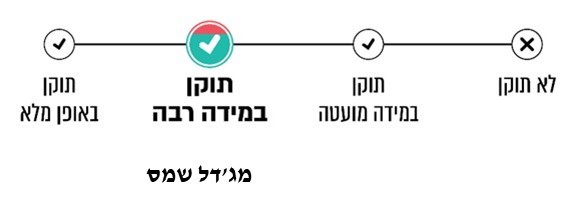 לא תוקן
תוקן
במידה מועטה
תוקן
במידה רבה
תוקן
באופן מלא
מג'דל שמס